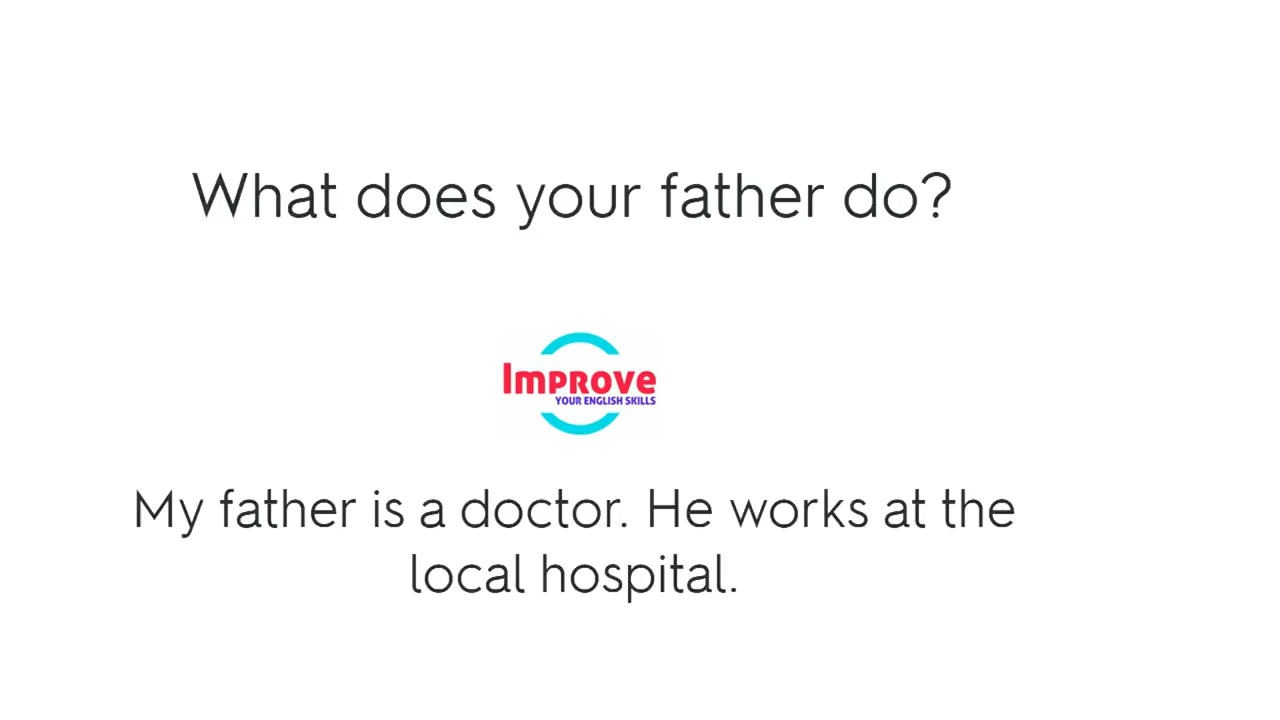 What does your father do?
Improve
YOUR ENGLISH SKILLS
My father is a doctor. He works at the
local hospital.